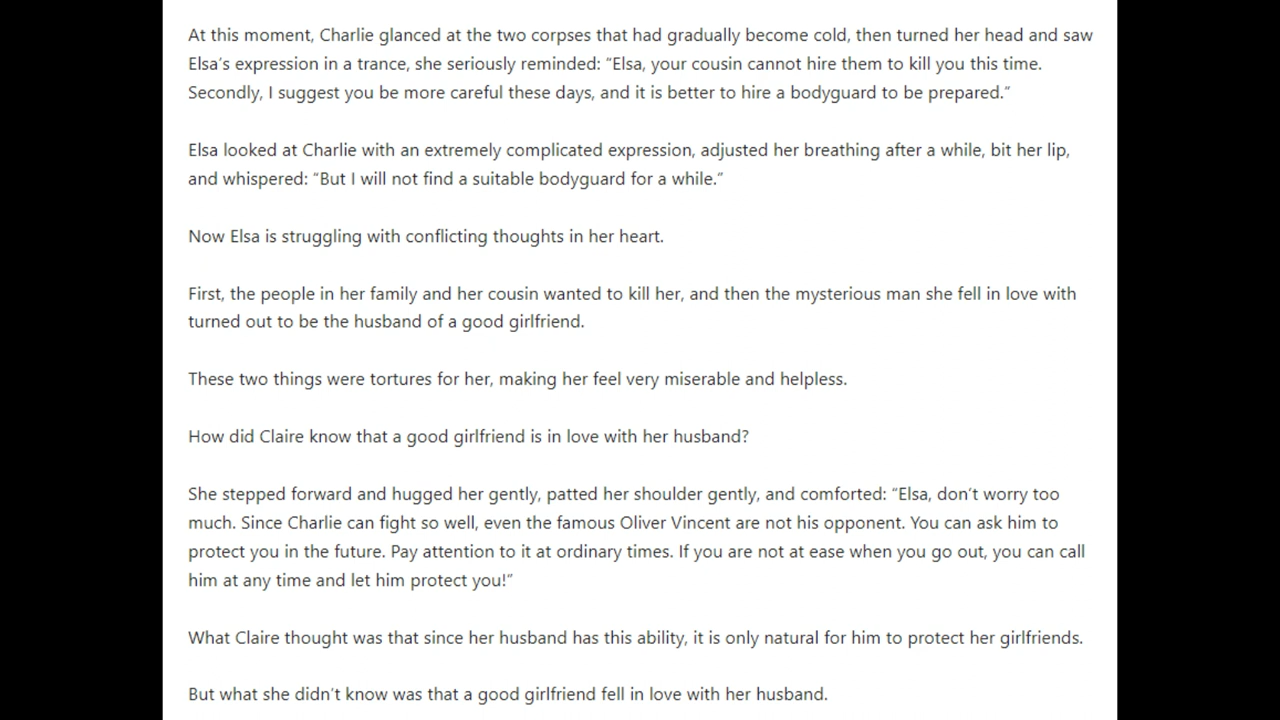 At this moment, Charlie glanced at the two corpses that had gradually become cold, then turned her head and saw
Elsa’s expression in a trance, she seriously reminded: “Elsa, your cousin cannot hire them to kill you this time.
Secondly, I suggest you be more careful these days, and it is better to hire a bodyguard to be prepared.”
Elsa looked at Charlie with an extremely complicated expression, adjusted her breathing after a while, bit her lip,
and whispered: “But I will not find a suitable bodyguard for a while.”
Now Elsa is struggling with conflicting thoughts in her heart.
First, the people in her family and her cousin wanted to kill her, and then the mysterious man she fell in love with
turned out to be the husband of a good girlfriend.
These two things were tortures for her, making her feel very miserable and helpless.
How did Claire know that a good girlfriend is in love with her husband?
She stepped forward and hugged her gently, patted her shoulder gently, and comforted: “Elsa, don’t worry too
much. Since Charlie can fight so well, even the famous Oliver Vincent are not his opponent. You can ask him to
protect you in the future. Pay attention to it at ordinary times. If you are not at ease when you go out, you can call
him at any time and let him protect you!”
What Claire thought was that since her husband has this ability, it is only natural for him to protect her girlfriends.
But what she didn’t know was that a good girlfriend fell in love with her husband.